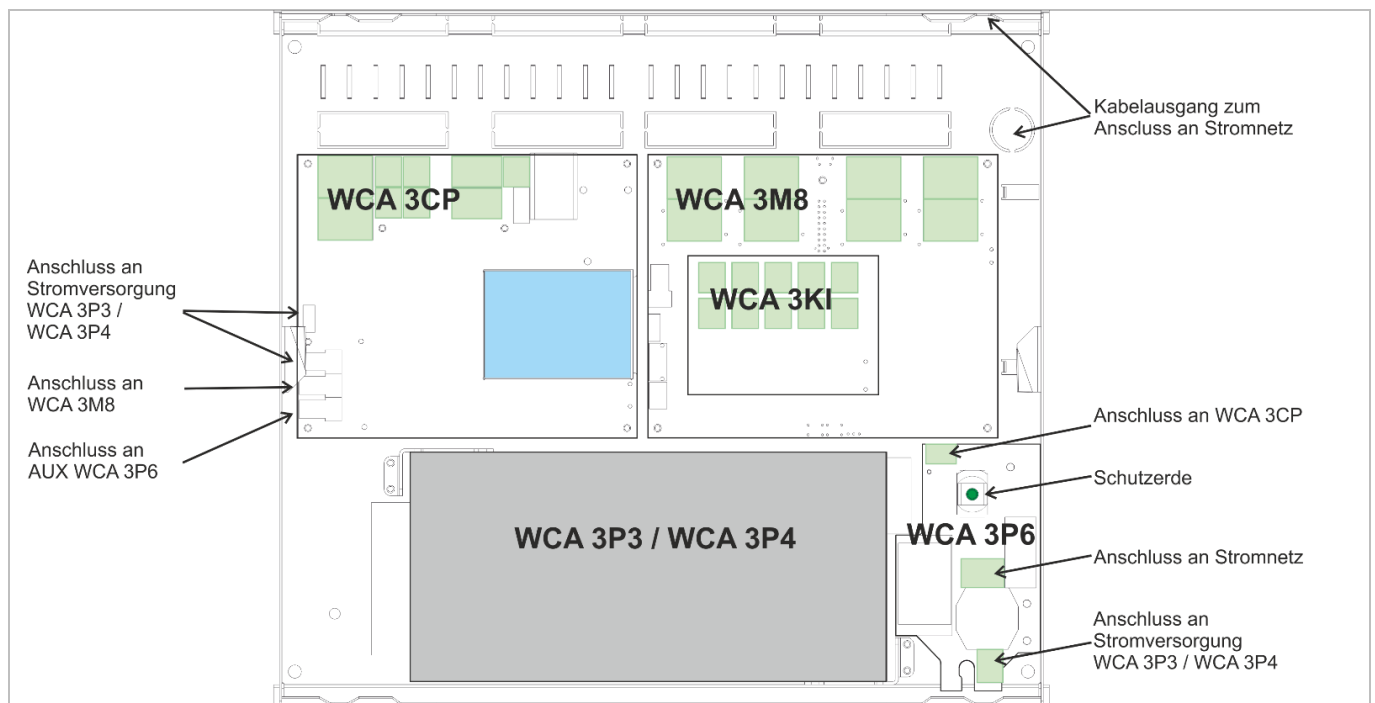 Kabelausgang zum
Anscluss an Stromnetz
WCA 3CP
WCA 3M8
Anschluss an
Stromversorgung
WCA 3P3 /
WCA 3P4
WCA 3KI
Anschluss an
WCA 3M8
Anschluss an
AUX WCA 3P6
Anschluss an WCA 3CP
Schutzerde
WCA 3P3 / WCA 3P4
WCA 3P6
Anschluss an Stromnetz
Anschluss an
Stromversorgung
WCA 3P3 / WCA 3P4